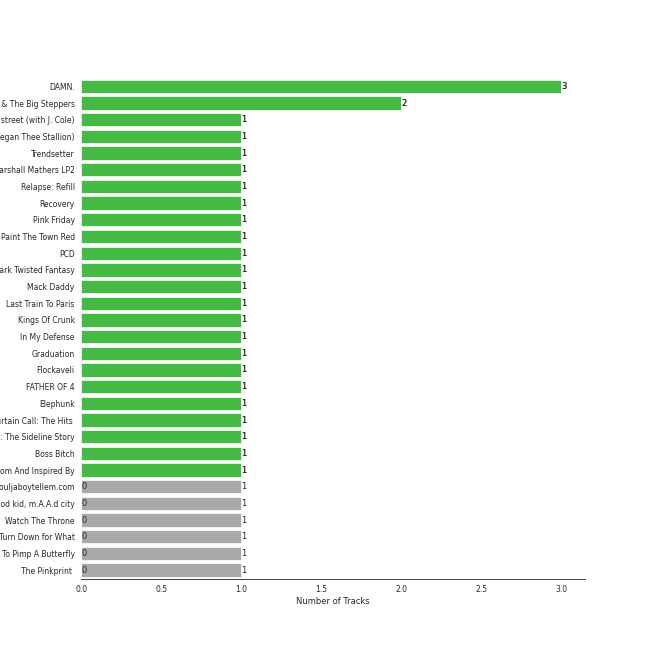 DAMN. 3
& The Big Steppers 2
street (with J. Cole) 1
egan Thee Stallion) 1
Trendsetter 1
arshall Mathers LP2 1
Relapse: Refill 1
Recovery 1
Pink Friday 1
Paint The Town Red 1
PCD 1
ark Twisted Fantasy 1
Mack Daddy 1
Last Train To Paris 1
Kings Of Crunk 1
In My Defense 1
Graduation 1
Flockaveli 1
FATHER OF 4 1
Elephunk 1
rtain Call: The Hits 1
: The Sideline Story 1
Boss Bitch 1
om And Inspired By 1
ouljaboytellem.com 0 1
od kid, m.A.A.d city 0 1
Watch The Throne 0 1
Turn Down for What 0 1
To Pimp A Butterfly 0 1
The Pinkprint 0 1
0.0 0.5 1.0 1.5 2.0 2.5 3.0
Number of Tracks